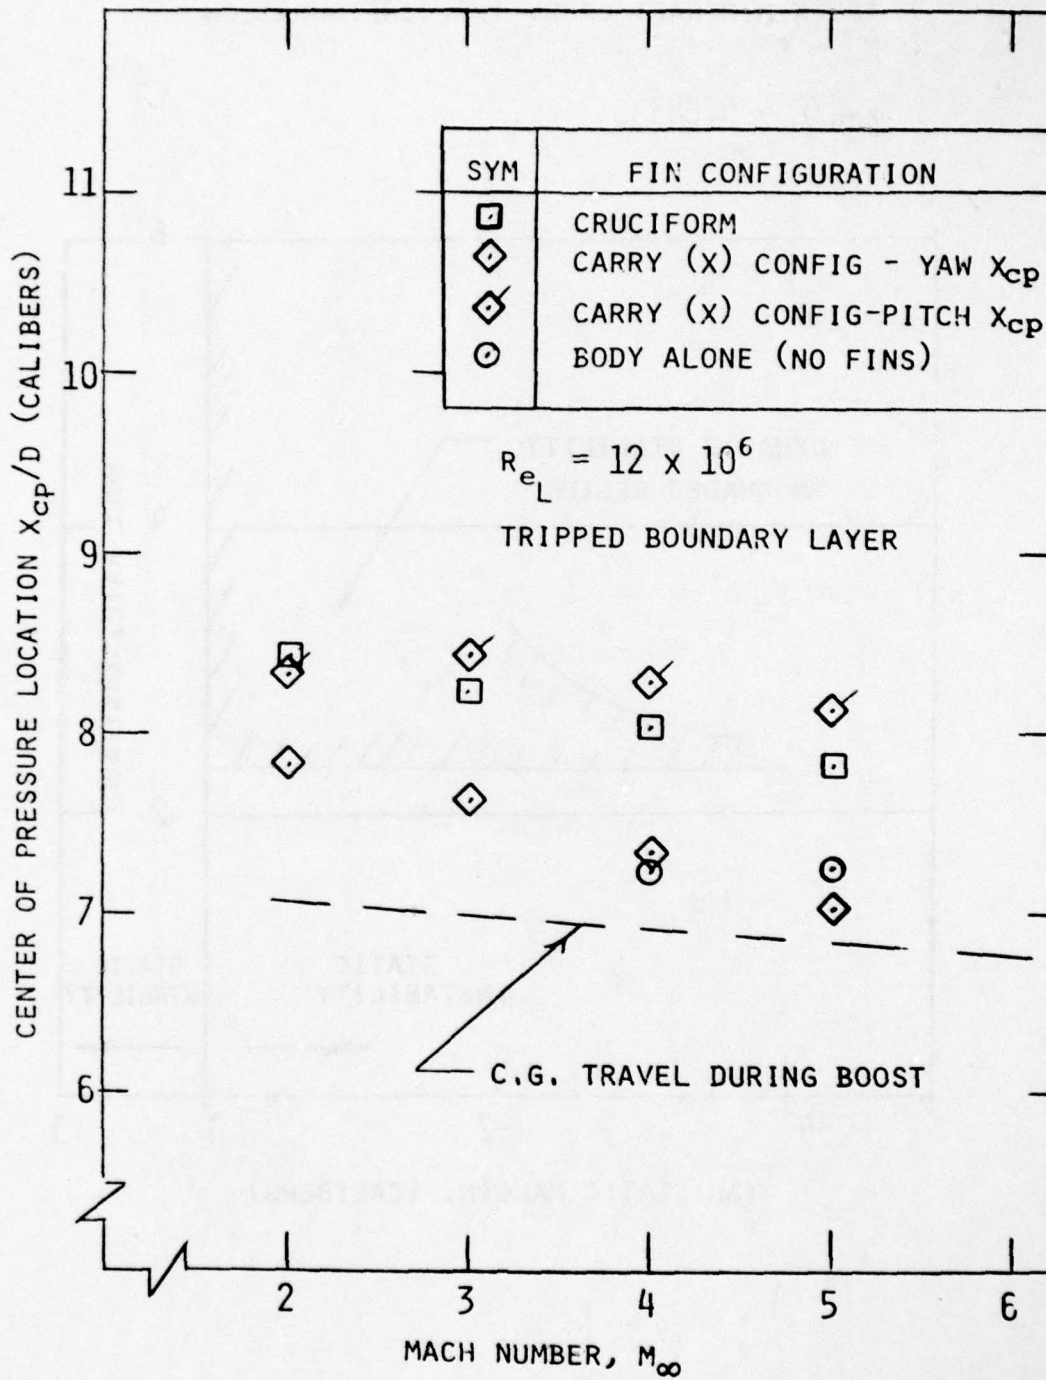 11
10
9
8
7
6
CENTER OF PRESSURE LOCATION Xcp/D (CALIBERS)
SYM FIN CONFIGURATION
CRUCIFORM
CARRY (X) CONFIG - YAW Xcp
CARRY (X) CONFIG-PITCH Xcp
BODY ALONE (NO FINS)
ReL = 12 X 10⁶
TRIPPED BOUNDARY LAYER
C.G. TRAVEL DURING BOOST
2 3 4 5 6
MACH NUMBER, M∞